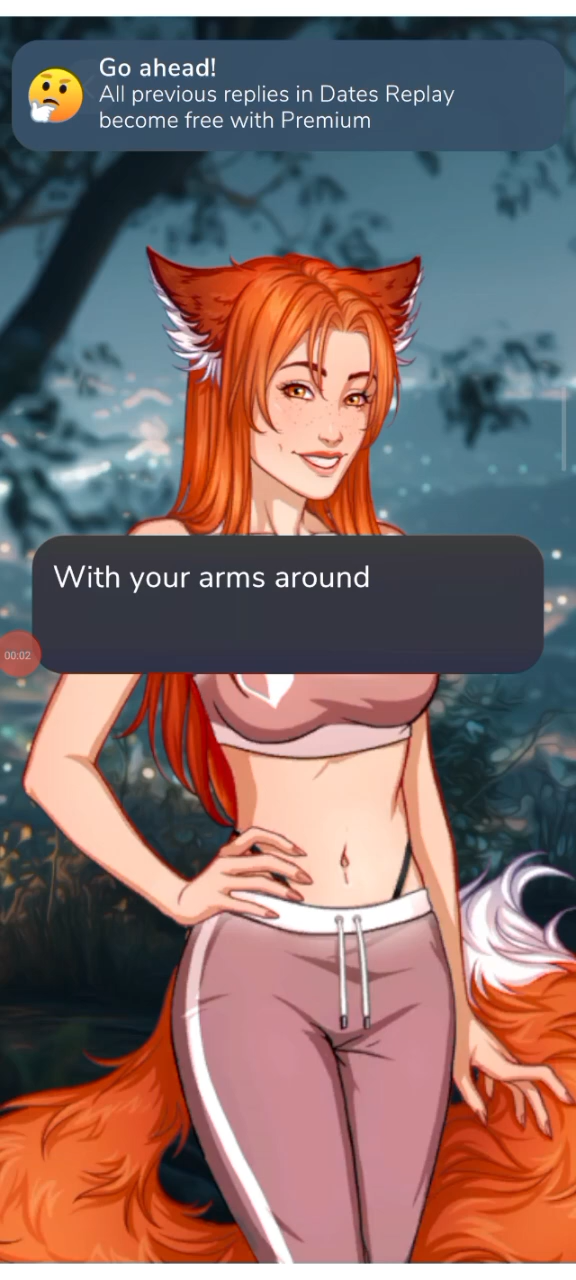 Go ahead!
All previous replies in Dates Replay
become free with Premium
With your arms around
00:02